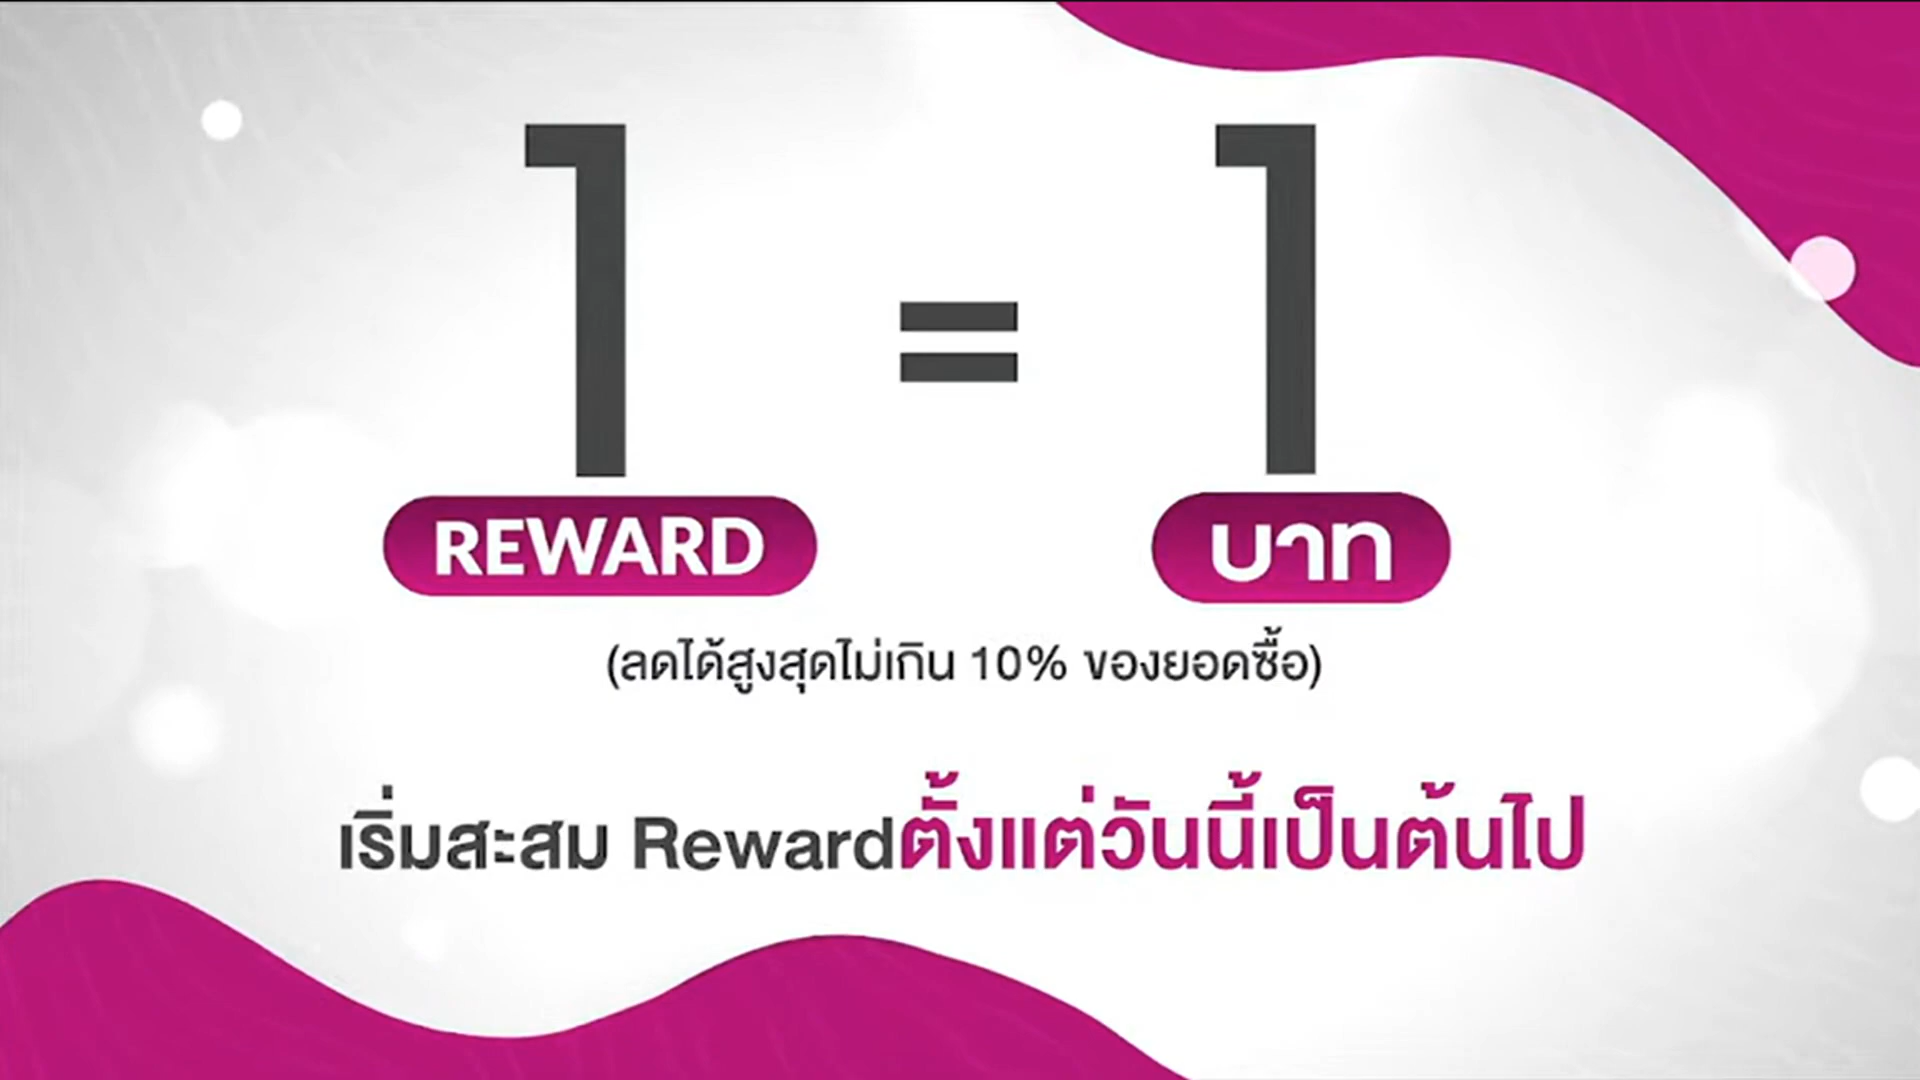 1 = 1
REWARD บาท
(ลดได้สูงสุดไม่เกิน 10% ของยอดซื้อ)
เริ่มสะสม Rewardตั้งแต่วันนี้เป็นต้นไป